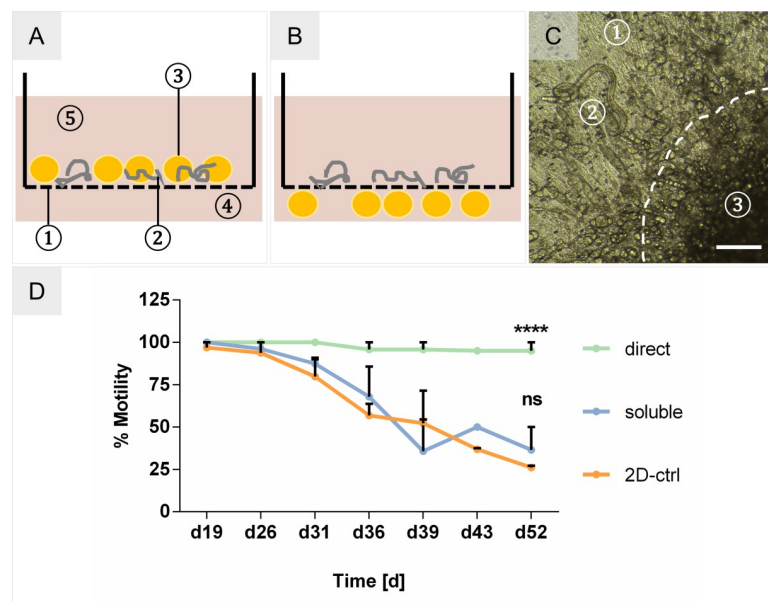 A
B
C
③
①
⑤
②
③
④
①
②
D
125
100
75
50
25
0
% Motility
****
ns
direct
soluble
2D-ctrl
d19 d26 d31 d36 d39 d43 d52
Time [d]